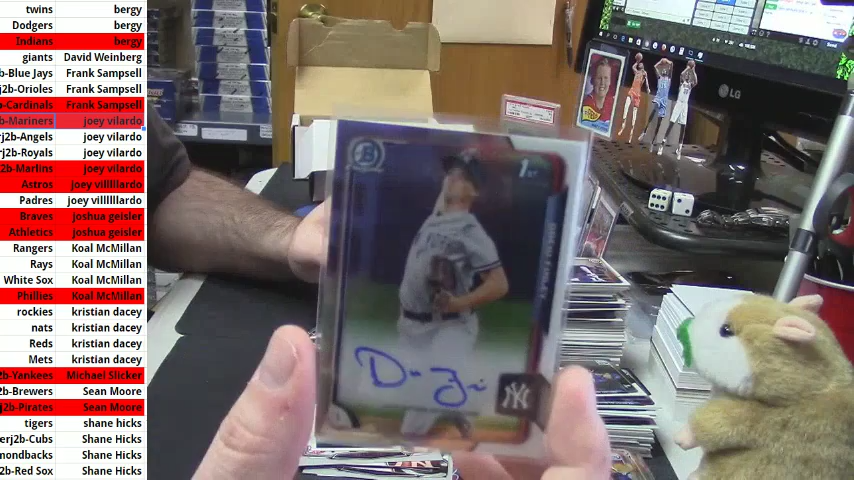 twins bergy
Dodgers bergy
Indians bergy
giants David Weinberg
b-Blue Jays Frank Sampsell
rj2b-Orioles Frank Sampsell
b-Cardinals Frank Sampsell
b-Mariners joey vilardo
rj2b-Angels joey vilardo
rj2b-Royals joey vilardo
2b-Marlins joey vilardo
Astros joey villlllardo
Padres joey villllllardo
Braves joshua geisler
Athletics joshua geisler
Rangers Koal McMillan
Rays Koal McMillan
White Sox Koal McMillan
Phillies Koal McMillan
rockies kristian dacey
nats kristian dacey
Reds kristian dacey
Mets kristian dacey
2b-Yankees Michael Slicker
2b-Brewers Sean Moore
j2b-Pirates Sean Moore
tigers shane hicks
erj2b-Cubs Shane Hicks
mondbacks Shane Hicks
2b-Red Sox Shane Hicks
B
1st
NY
LG